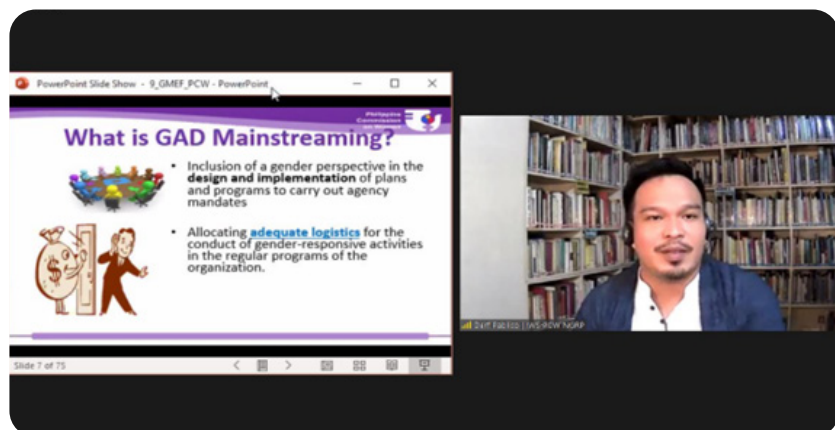 PowerPoint Slide Show - 9_GMEF_PCW - PowerPoint
Philippine
Commission
What is GAD Mainstreaming?
• Inclusion of a gender perspective in the
design and implementation of plans
and programs to carry out agency
mandates
• Allocating adequate logistics for the
conduct of gender-responsive activities
in the regular programs of the
organization.
$
Slide 7 of 75